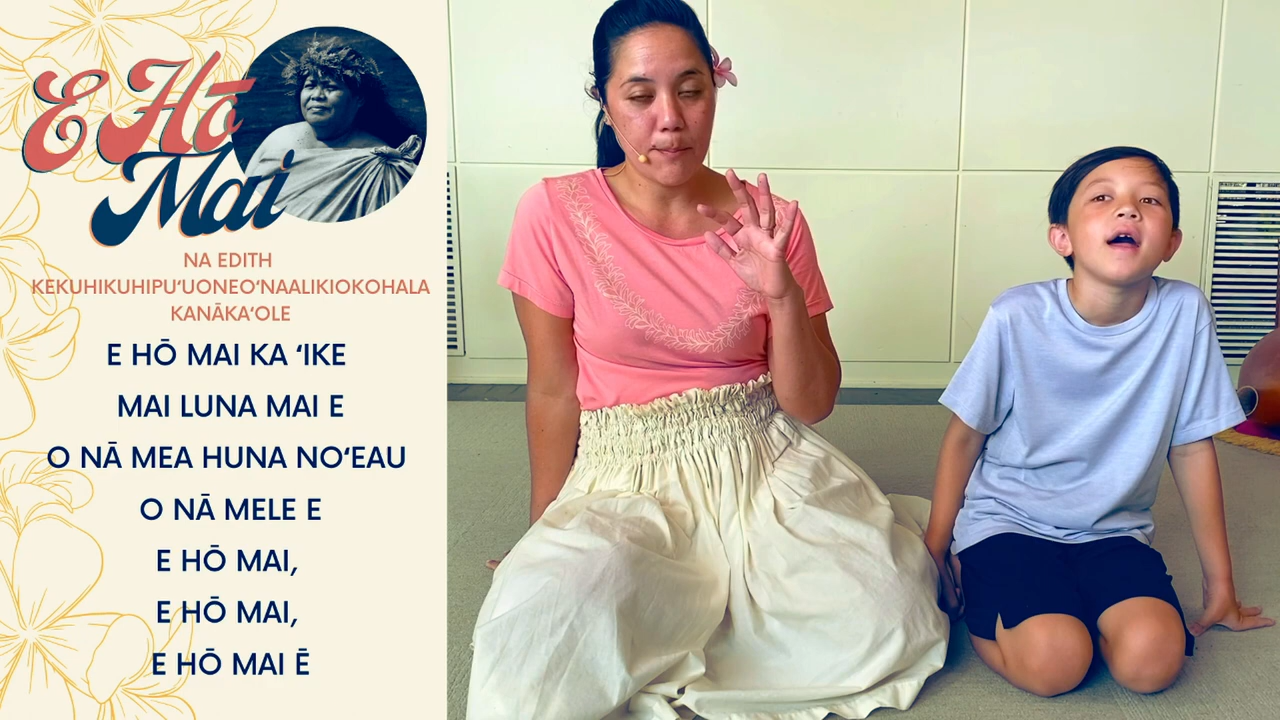 E Hō
Mai
NA EDITH
KEKUHIKUHIPUʻUONEOʻNAALIKIOKOHALA
KANĀKAʻOLE
E HŌ MAI KA ʻIKE
MAI LUNA MAI E
O NĀ MEA HUNA NOʻEAU
O NĀ MELE E
E HŌ MAI,
E HŌ MAI,
E HŌ MAI Ē